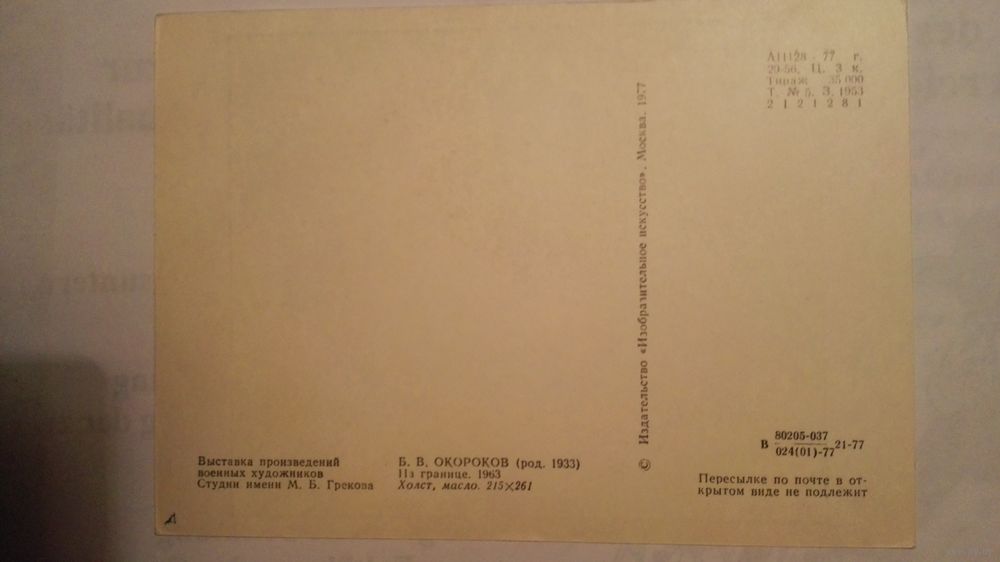 А11128 - 77 г.
29-56. Ц. 3 к.
Тираж 35 000
Т. № 5. З. 1953
2 1 2 1 2 8 1
© Издательство «Изобразительное искусство». Москва. 1977
В 80205-037 / 024(01)-77 21-77
Выставка произведений
военных художников
Студии имени М. Б. Грекова
Б. В. ОКОРОКОВ (род. 1933)
На границе. 1963
Холст, масло. 215×261
Пересылке по почте в от-
крытом виде не подлежит